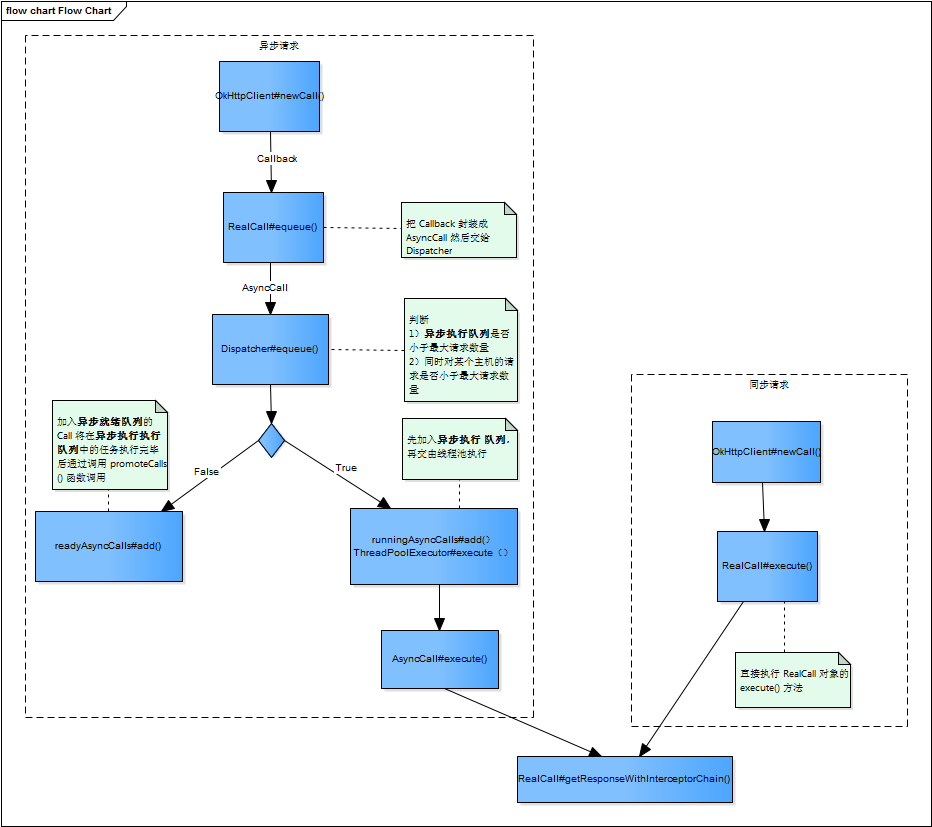 flow chart Flow Chart
异步请求
OkHttpClient#newCall()
Callback
RealCall#equeue()
把 Callback 封装成
AsyncCall 然后交给
Dispatcher
AsyncCall
Dispatcher#equeue()
判断
1）异步执行队列是否
小于最大请求数量
2）同时对某个主机的请
求是否小于最大请求数
量
加入异步就绪队列的
Call 将在异步执行执行
队列中的任务执行完毕
后通过调用 promoteCalls
() 函数调用
先加入异步执行 队列，
再交由线程池执行
False
True
readyAsyncCalls#add()
runningAsyncCalls#add()
ThreadPoolExecutor#execute（）
AsyncCall#execute()
同步请求
OkHttpClient#newCall()
RealCall#execute()
直接执行 RealCall 对象的
execute() 方法
RealCall#getResponseWithInterceptorChain()